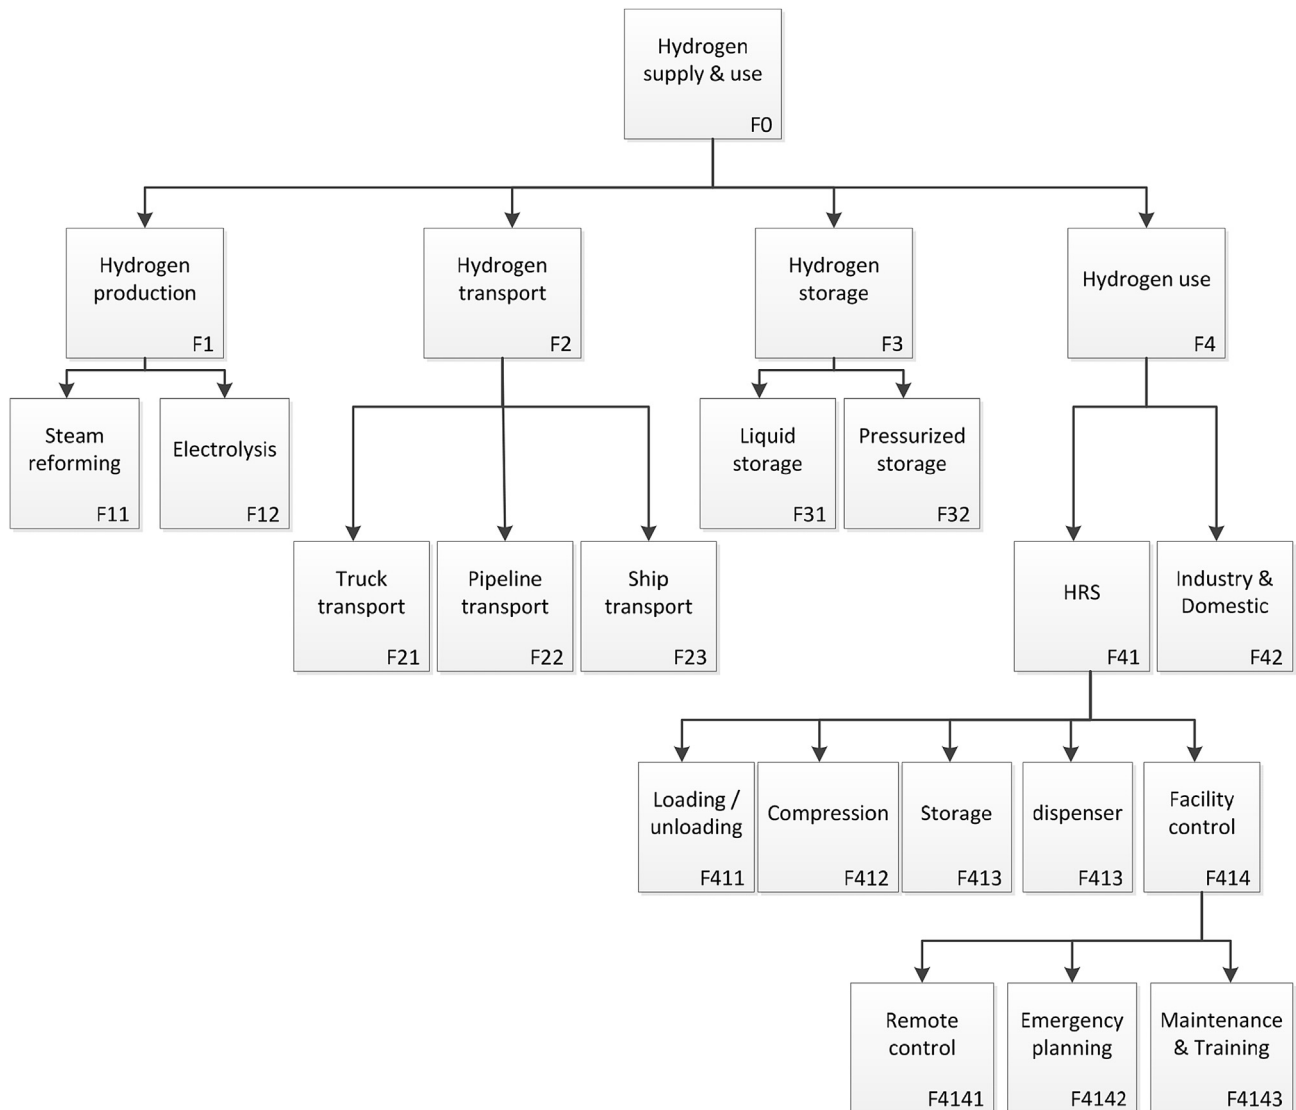 Hydrogen
supply & use
F0
Hydrogen
production
F1
Hydrogen
transport
F2
Hydrogen
storage
F3
Hydrogen use
F4
Steam
reforming
F11
Electrolysis
F12
Liquid
storage
F31
Pressurized
storage
F32
Truck
transport
F21
Pipeline
transport
F22
Ship
transport
F23
HRS
F41
Industry &
Domestic
F42
Loading /
unloading
F411
Compression
F412
Storage
F413
dispenser
F413
Facility
control
F414
Remote
control
F4141
Emergency
planning
F4142
Maintenance
& Training
F4143